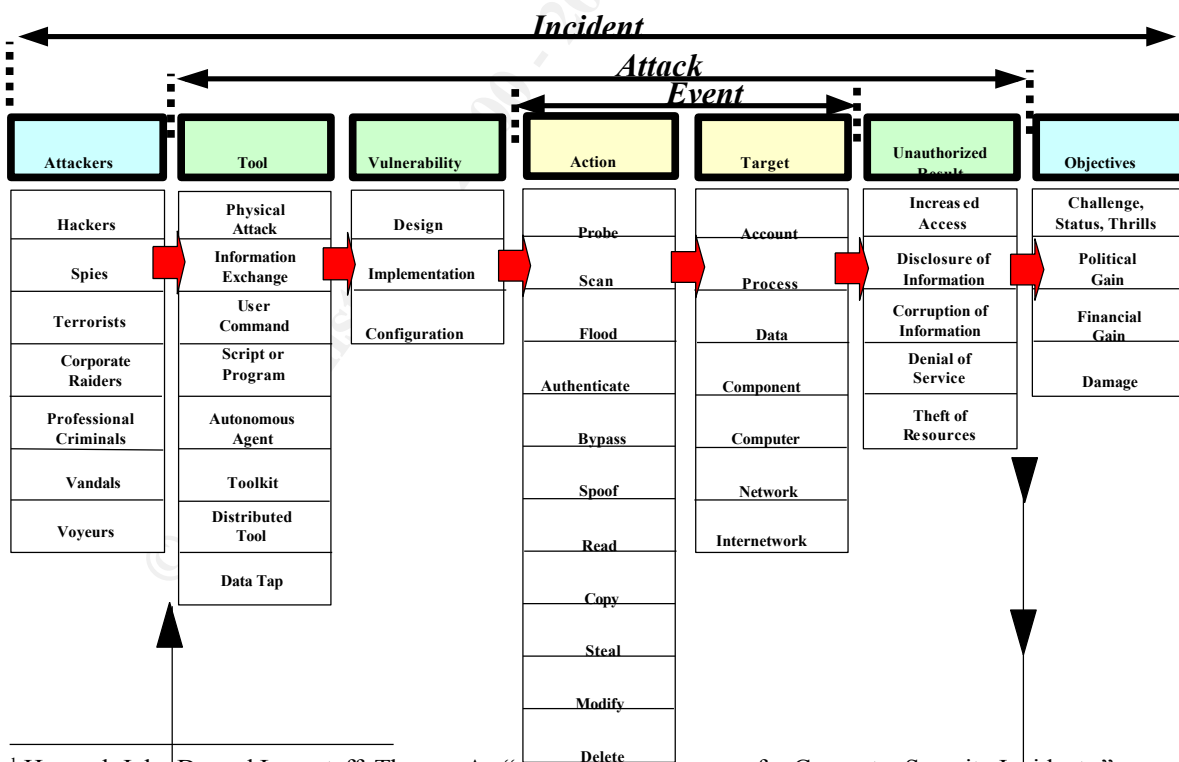 Incident
Attack
Event
Attackers
Tool
Vulnerability
Action
Target
Unauthorized
Result
Objectives
Hackers
Spies
Terrorists
Corporate
Raiders
Professional
Criminals
Vandals
Voyeurs
Physical
Attack
Information
Exchange
User
Command
Script or
Program
Autonomous
Agent
Toolkit
Distributed
Tool
Data Tap
Design
Implementation
Configuration
Probe
Scan
Flood
Authenticate
Bypass
Spoof
Read
Copy
Steal
Modify
Delete
Account
Process
Data
Component
Computer
Network
Internetwork
Increased
Access
Disclosure of
Information
Corruption of
Information
Denial of
Service
Theft of
Resources
Challenge,
Status, Thrills
Political
Gain
Financial
Gain
Damage